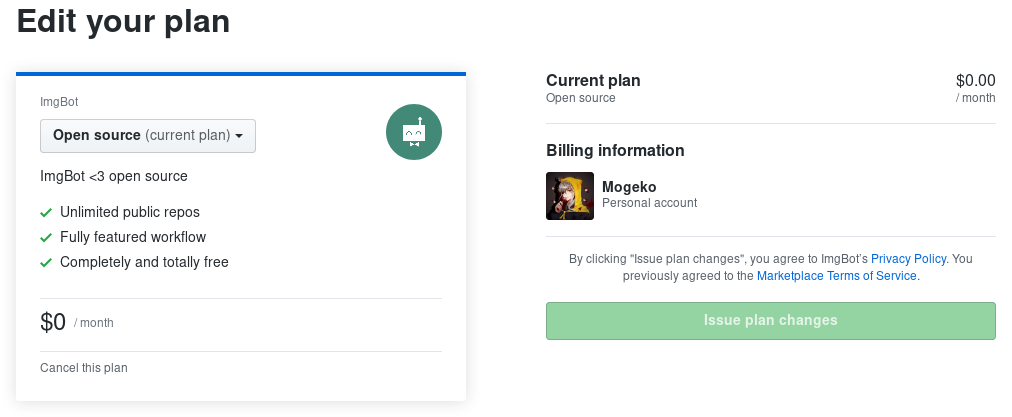 Edit your plan
ImgBot
Open source (current plan)
ImgBot <3 open source
Unlimited public repos
Fully featured workflow
Completely and totally free
$0 / month
Cancel this plan
Current plan $0.00
Open source / month
Billing information
Mogeko
Personal account
By clicking "Issue plan changes", you agree to ImgBot's Privacy Policy. You
previously agreed to the Marketplace Terms of Service.
Issue plan changes